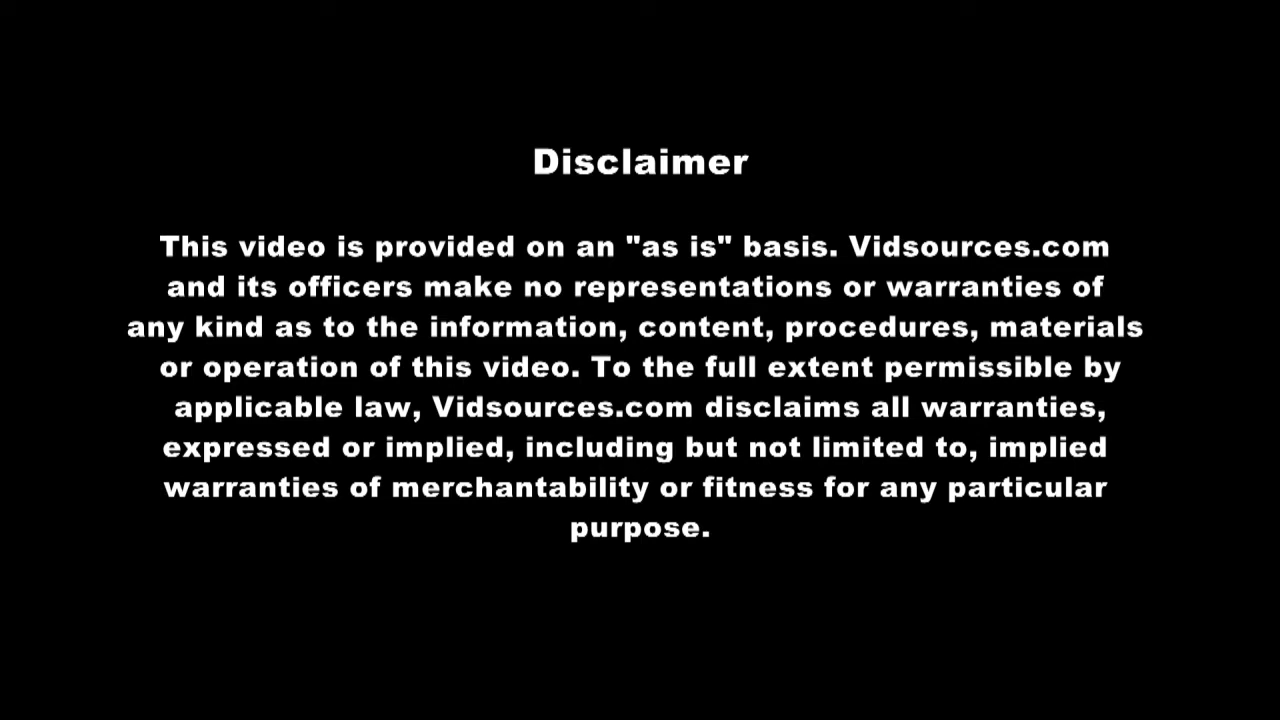 Disclaimer
This video is provided on an "as is" basis. Vidsources.com
and its officers make no representations or warranties of
any kind as to the information, content, procedures, materials
or operation of this video. To the full extent permissible by
applicable law, Vidsources.com disclaims all warranties,
expressed or implied, including but not limited to, implied
warranties of merchantability or fitness for any particular
purpose.